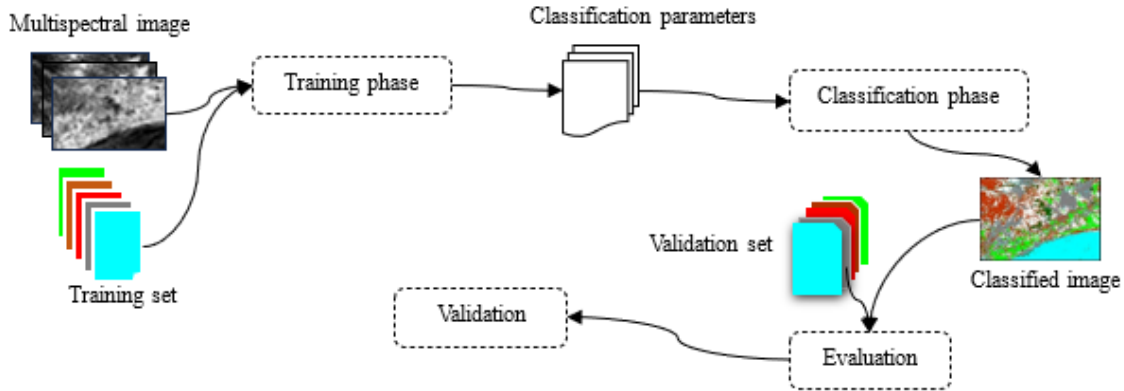 Multispectral image
Classification parameters
Training phase
Classification phase
Validation set
Training set
Classified image
Validation
Evaluation